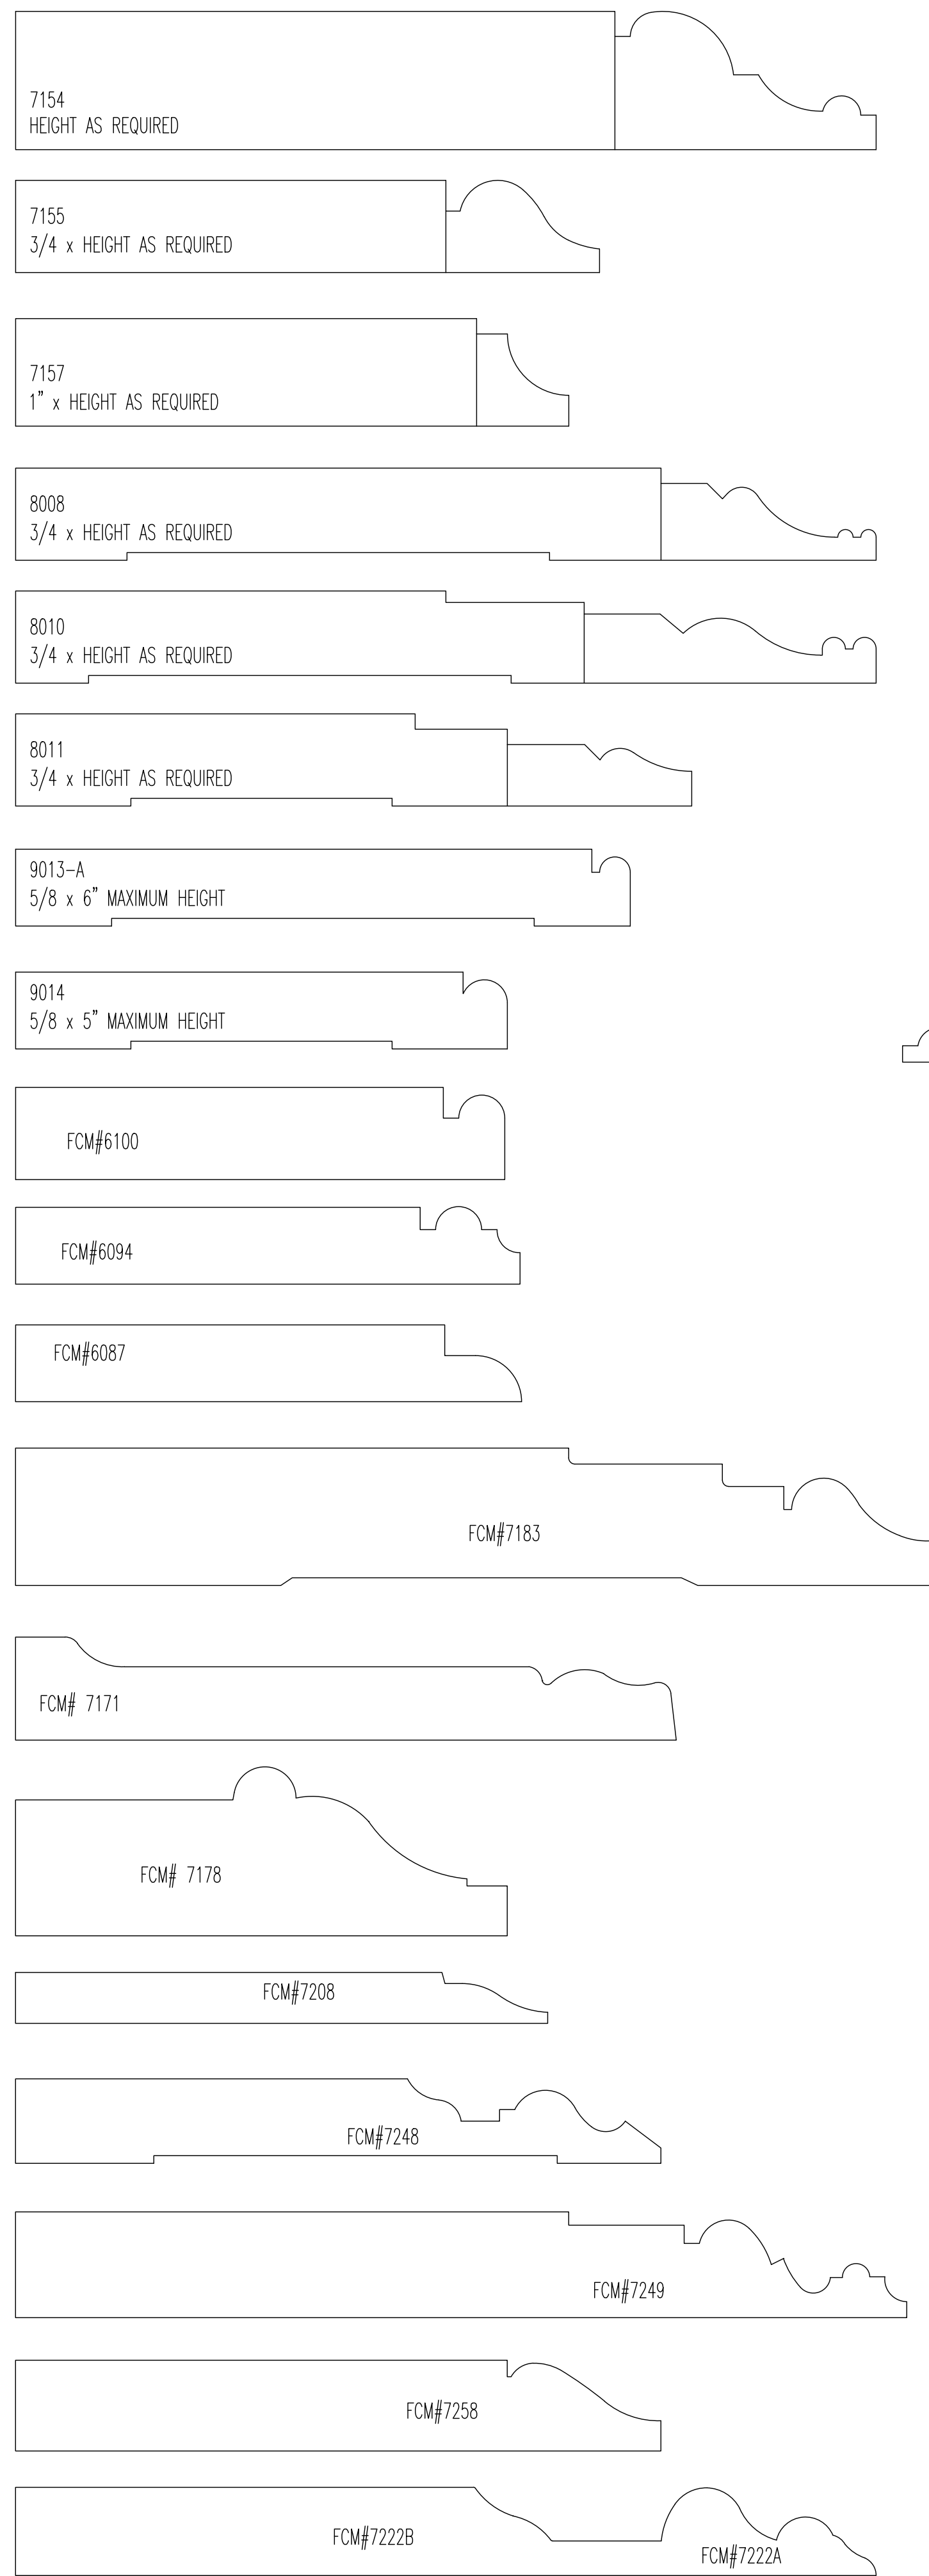 7154
HEIGHT AS REQUIRED
7155
3/4 x HEIGHT AS REQUIRED
7157
1” x HEIGHT AS REQUIRED
8008
3/4 x HEIGHT AS REQUIRED
8010
3/4 x HEIGHT AS REQUIRED
8011
3/4 x HEIGHT AS REQUIRED
9013-A
5/8 x 6” MAXIMUM HEIGHT
9014
5/8 x 5” MAXIMUM HEIGHT
FCM#6100
FCM#6094
FCM#6087
FCM#7183
FCM# 7171
FCM# 7178
FCM#7208
FCM#7248
FCM#7249
FCM#7258
FCM#7222B
FCM#7222A